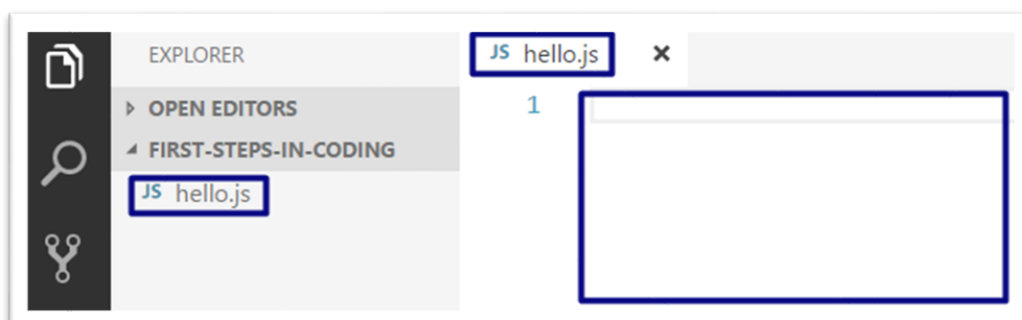 EXPLORER
OPEN EDITORS
FIRST-STEPS-IN-CODING
JS hello.js
JS hello.js
1